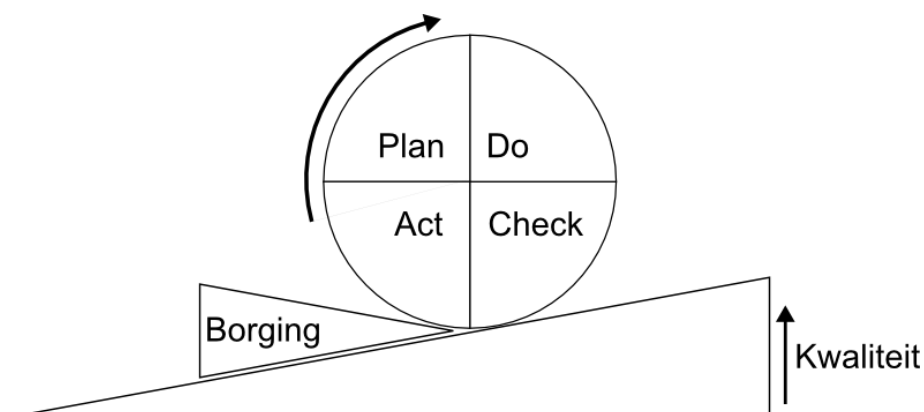 Plan
Do
Act
Check
Borging
Kwaliteit